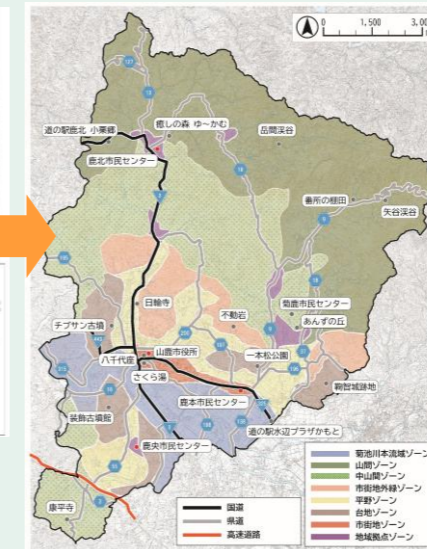 0 1,500 3,000
道の駅鹿北 小栗郷
癒しの森 ゆ～かむ
岳間渓谷
鹿北市民センター
番所の棚田
矢谷渓谷
日輪寺
不動岩
菊鹿市民センター
あんずの丘
チブサン古墳
山鹿市役所
八千代座
一本松公園
さくら湯
鞠智城跡地
鹿本市民センター
装飾古墳館
道の駅水辺プラザかもと
鹿央市民センター
康平寺
国道
県道
高速道路
菊池川本流域ゾーン
山間ゾーン
中山間ゾーン
市街地外縁ゾーン
平野ゾーン
台地ゾーン
市街地ゾーン
地域拠点ゾーン